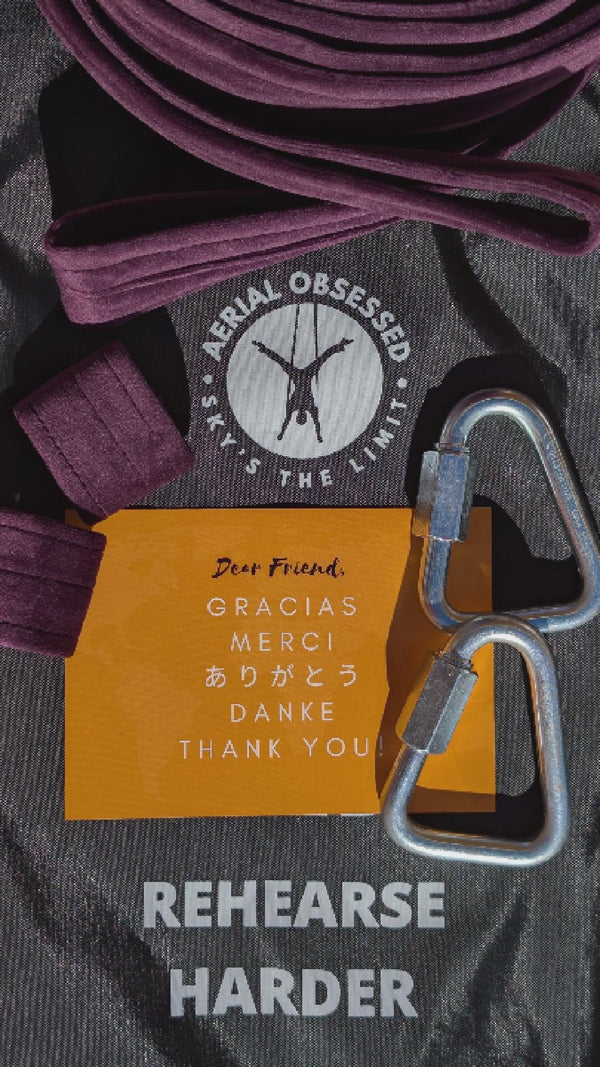 AERIAL OBSESSED
• SKY'S THE LIMIT •
Dear Friend,
GRACIAS
MERCI
ありがとう
DANKE
THANK YOU!
REHEARSE
HARDER